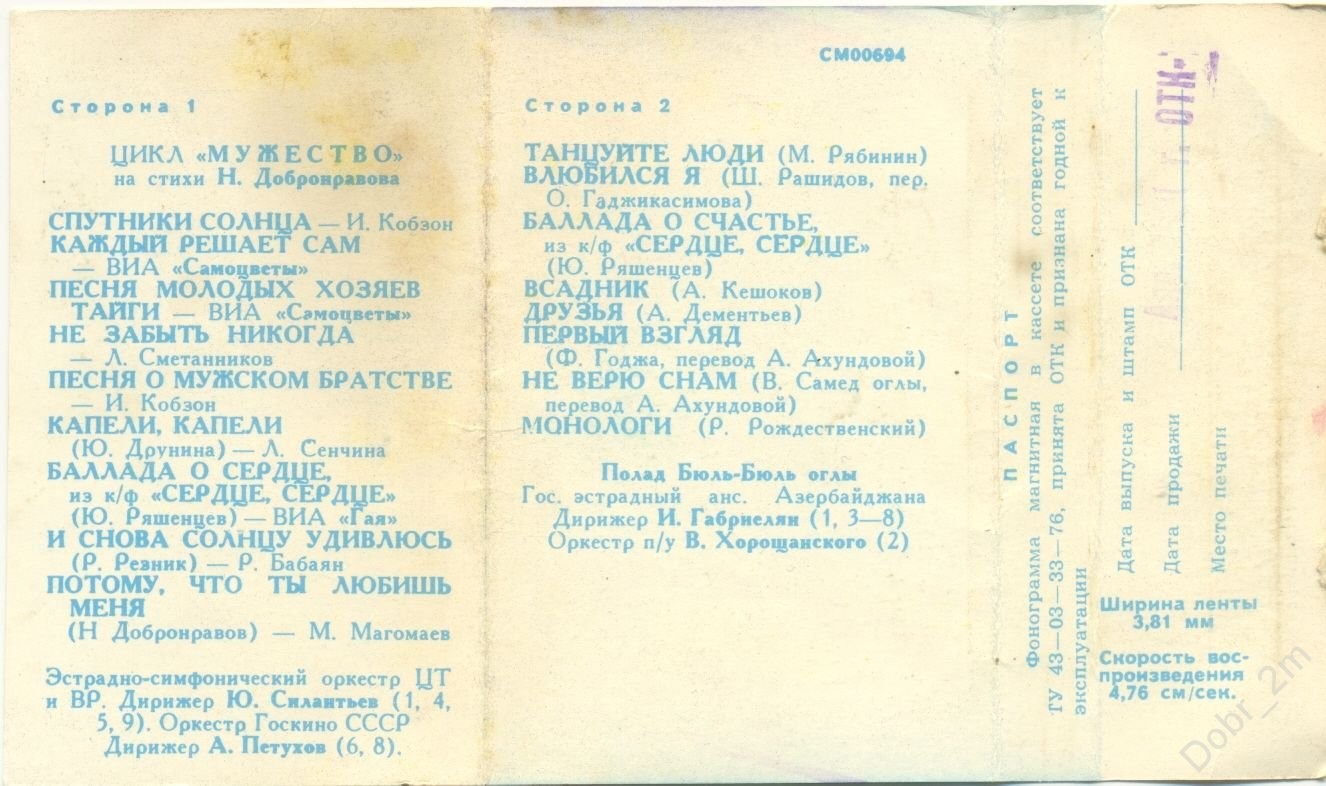 Сторона 1
ЦИКЛ «МУЖЕСТВО»
на стихи Н. Добронравова
СПУТНИКИ СОЛНЦА — И. Кобзон
КАЖДЫЙ РЕШАЕТ САМ
— ВИА «Самоцветы»
ПЕСНЯ МОЛОДЫХ ХОЗЯЕВ
ТАЙГИ — ВИА «Самоцветы»
НЕ ЗАБЫТЬ НИКОГДА
— Л. Сметанников
ПЕСНЯ О МУЖСКОМ БРАТСТВЕ
— И. Кобзон
КАПЕЛИ, КАПЕЛИ
(Ю. Друнина) — Л. Сенчина
БАЛЛАДА О СЕРДЦЕ,
из к/ф «СЕРДЦЕ, СЕРДЦЕ»
(Ю. Ряшенцев) — ВИА «Гая»
И СНОВА СОЛНЦУ УДИВЛЮСЬ
(Р. Резник) — Р. Бабаян
ПОТОМУ, ЧТО ТЫ ЛЮБИШЬ
МЕНЯ
(Н Добронравов) — М. Магомаев
Эстрадно-симфонический оркестр ЦТ
и ВР. Дирижер Ю. Силантьев (1, 4,
5, 9). Оркестр Госкино СССР
Дирижер А. Петухов (6, 8).
СМ00694
Сторона 2
ТАНЦУЙТЕ ЛЮДИ (М. Рябинин)
ВЛЮБИЛСЯ Я (Ш. Рашидов, пер.
О. Гаджикасимова)
БАЛЛАДА О СЧАСТЬЕ,
из к/ф «СЕРДЦЕ, СЕРДЦЕ»
(Ю. Ряшенцев)
ВСАДНИК (А. Кешоков)
ДРУЗЬЯ (А. Дементьев)
ПЕРВЫЙ ВЗГЛЯД
(Ф. Годжа, перевод А. Ахундовой)
НЕ ВЕРЮ СНАМ (В. Самед оглы,
перевод А. Ахундовой)
МОНОЛОГИ (Р. Рождественский)
Полад Бюль-Бюль оглы
Гос. эстрадный анс. Азербайджана
Дирижер И. Габриелян (1, 3—8)
Оркестр п/у В. Хорощанского (2)
ПАСПОРТ
Фонограмма магнитная в кассете соответствует
ТУ 43—03—33—76, принята ОТК и признана годной к
эксплуатации
Дата выпуска и штамп ОТК
Дата продажи
Место печати
ОТК
Ширина ленты
3,81 мм
Скорость вос-
произведения
4,76 см/сек.
Dobr_2m